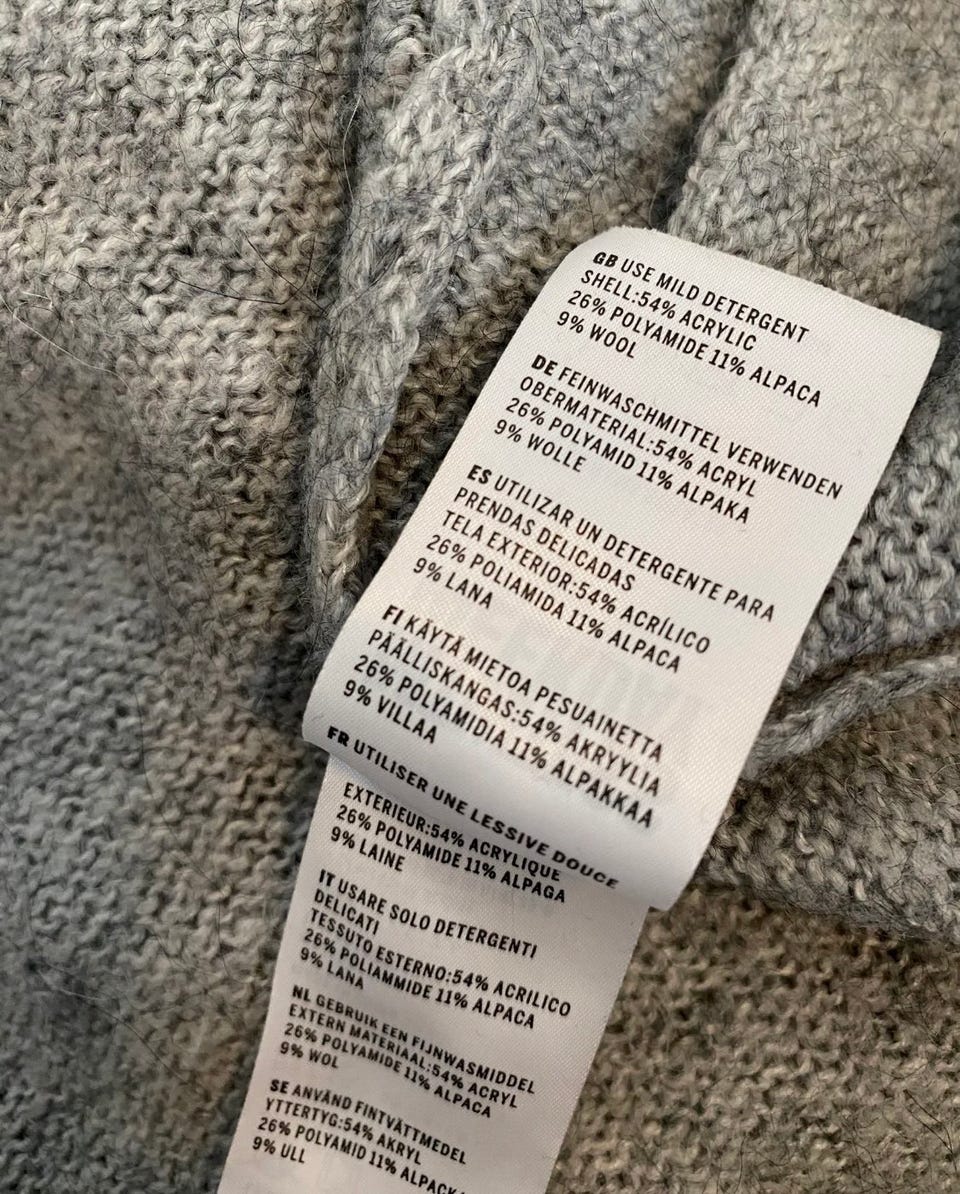 GB USE MILD DETERGENT
SHELL:54% ACRYLIC
26% POLYAMIDE 11% ALPACA
9% WOOL
DE FEINWASCHMITTEL VERWENDEN
OBERMATERIAL:54% ACRYL
26% POLYAMID 11% ALPAKA
9% WOLLE
ES UTILIZAR UN DETERGENTE PARA
PRENDAS DELICADAS
TELA EXTERIOR:54% ACRÍLICO
26% POLIAMIDA 11% ALPACA
9% LANA
FI KÄYTÄ MIETOA PESUAINETTA
PÄÄLLISKANGAS:54% AKRYYLIA
26% POLYAMIDIA 11% ALPAKKAA
9% VILLAA
FR UTILISER UNE LESSIVE DOUCE
EXTERIEUR:54% ACRYLIQUE
26% POLYAMIDE 11% ALPAGA
9% LAINE
IT USARE SOLO DETERGENTI
DELICATI
TESSUTO ESTERNO:54% ACRILICO
26% POLIAMMIDE 11% ALPACA
9% LANA
NL GEBRUIK EEN FIJNWASMIDDEL
EXTERN MATERIAAL:54% ACRYL
26% POLYAMIDE 11% ALPACA
9% WOL
SE ANVÄND FINTVÄTTMEDEL
YTTERTYG:54% AKRYL
26% POLYAMID 11% ALPACKA
9% ULL